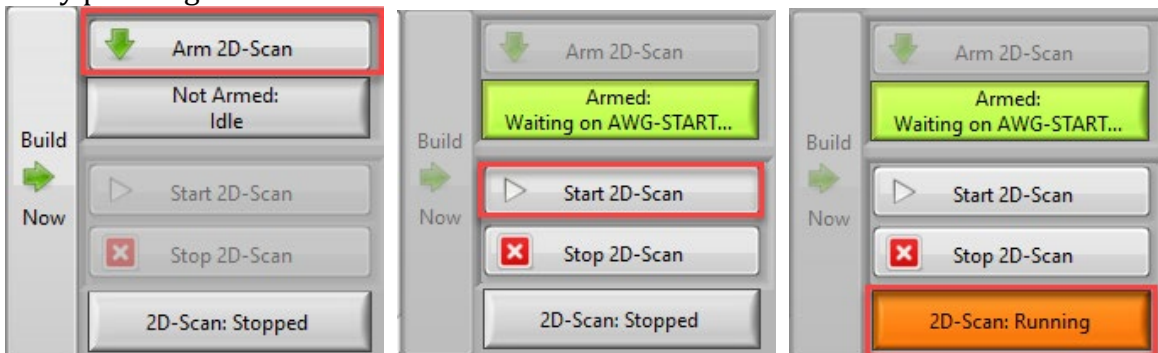 Arm 2D-Scan
Not Armed:
Idle
Build
Now
Start 2D-Scan
Stop 2D-Scan
2D-Scan: Stopped
Arm 2D-Scan
Armed:
Waiting on AWG-START...
Build
Now
Start 2D-Scan
Stop 2D-Scan
2D-Scan: Stopped
Arm 2D-Scan
Armed:
Waiting on AWG-START...
Build
Now
Start 2D-Scan
Stop 2D-Scan
2D-Scan: Running